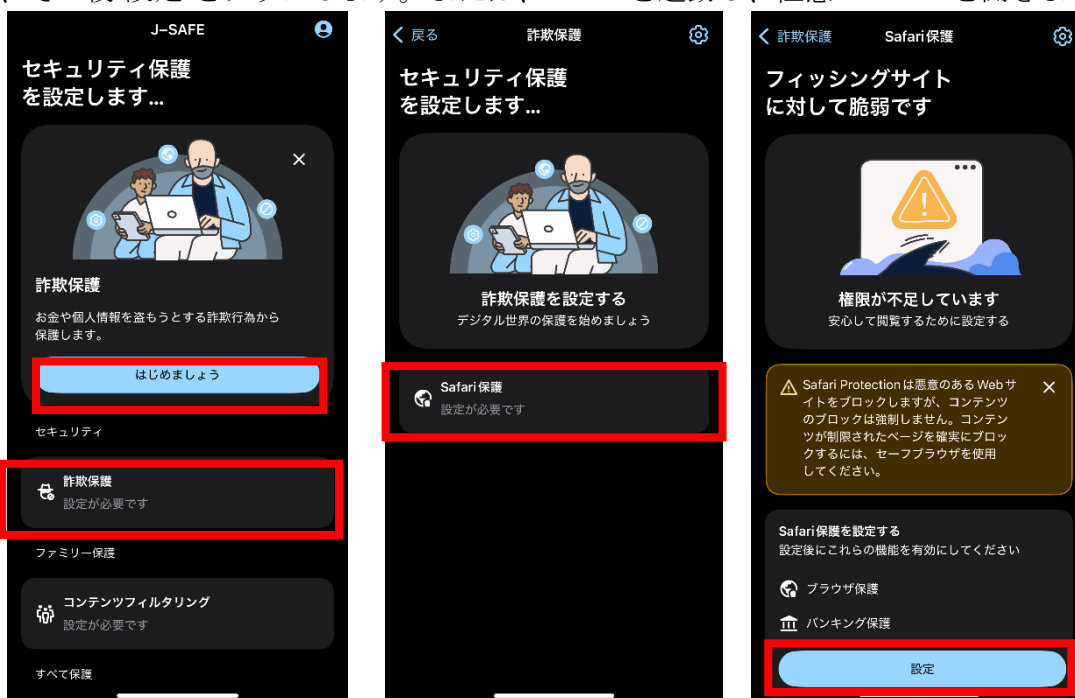 J-SAFE
セキュリティ保護
を設定します...
詐欺保護
お金や個人情報を盗もうとする詐欺行為から
保護します。
はじめましょう
セキュリティ
詐欺保護
設定が必要です
ファミリー保護
コンテンツフィルタリング
設定が必要です
すべて保護
戻る
詐欺保護
セキュリティ保護
を設定します...
詐欺保護を設定する
デジタル世界の保護を始めましょう
Safari保護
設定が必要です
詐欺保護
Safari保護
フィッシングサイト
に対して脆弱です
権限が不足しています
安心して閲覧するために設定する
Safari Protectionは悪意のあるWebサ
イトをブロックしますが、コンテンツ
のブロックは強制しません。コンテン
ツが制限されたページを確実にブロッ
クするには、セーフブラウザを使用
してください。
Safari保護を設定する
設定後にこれらの機能を有効にしてください
ブラウザ保護
バンキング保護
設定